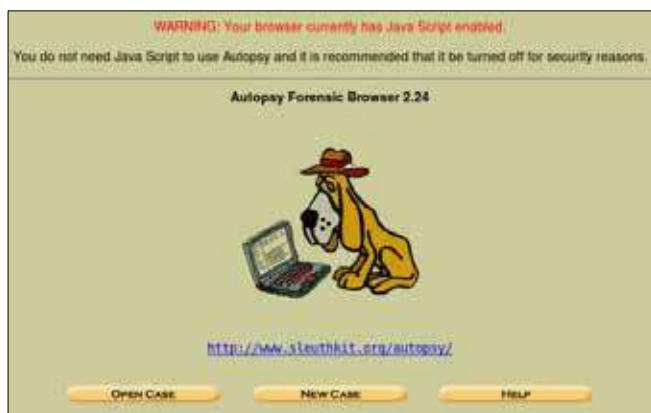 WARNING: Your browser currently has Java Script enabled.
You do not need Java Script to use Autopsy and it is recommended that it be turned off for security reasons.
Autopsy Forensic Browser 2.24
http://www.sleuthkit.org/autopsy/
OPEN CASE
NEW CASE
HELP